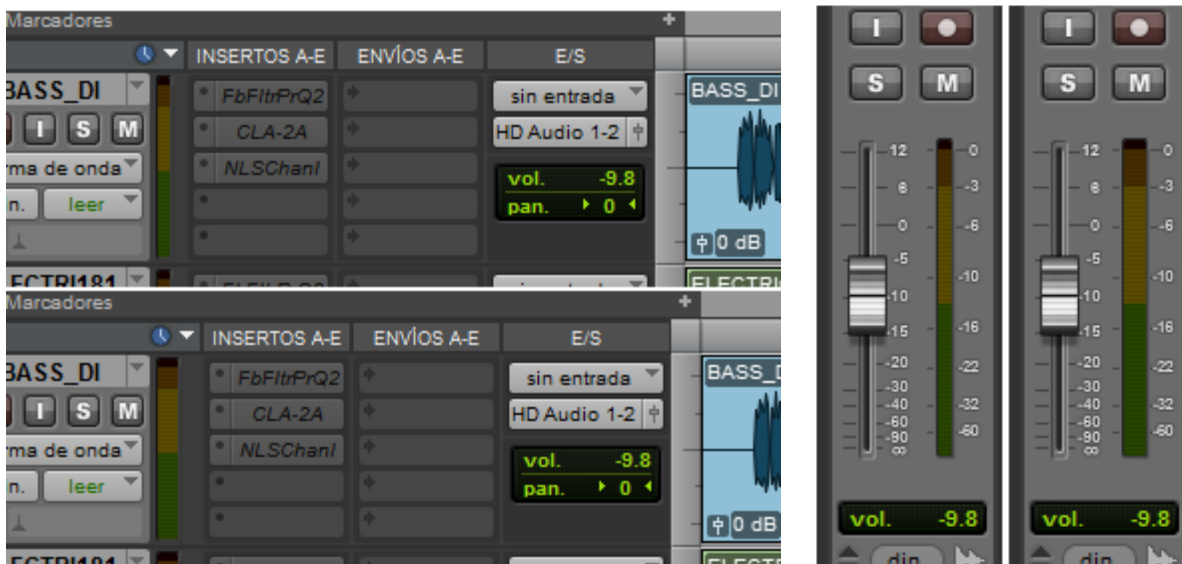 Marcadores
INSERTOS A-E ENVÍOS A-E E/S
BASS_DI FbFltrPrQ2 sin entrada BASS_DI
I S M CLA-2A HD Audio 1-2
rma de onda NLSChanl
vol. -9.8
n. leer pan. 0
0 dB
ECTRI181
Marcadores
INSERTOS A-E ENVÍOS A-E E/S
BASS_DI FbFltrPrQ2 sin entrada BASS_D
I S M CLA-2A HD Audio 1-2
rma de onda NLSChanl
vol. -9.8
n. leer pan. 0
0 dB
I
S M
12 0
6 -3
0 -6
-5
-10
-10
-15 -16
-20 -22
-30
-40 -32
-60 -60
-90
∞
vol. -9.8
din
I
S M
12 0
6 -3
0 -6
-5
-10
-10
-15 -16
-20 -22
-30
-40 -32
-60 -60
-90
∞
vol. -9.8
din